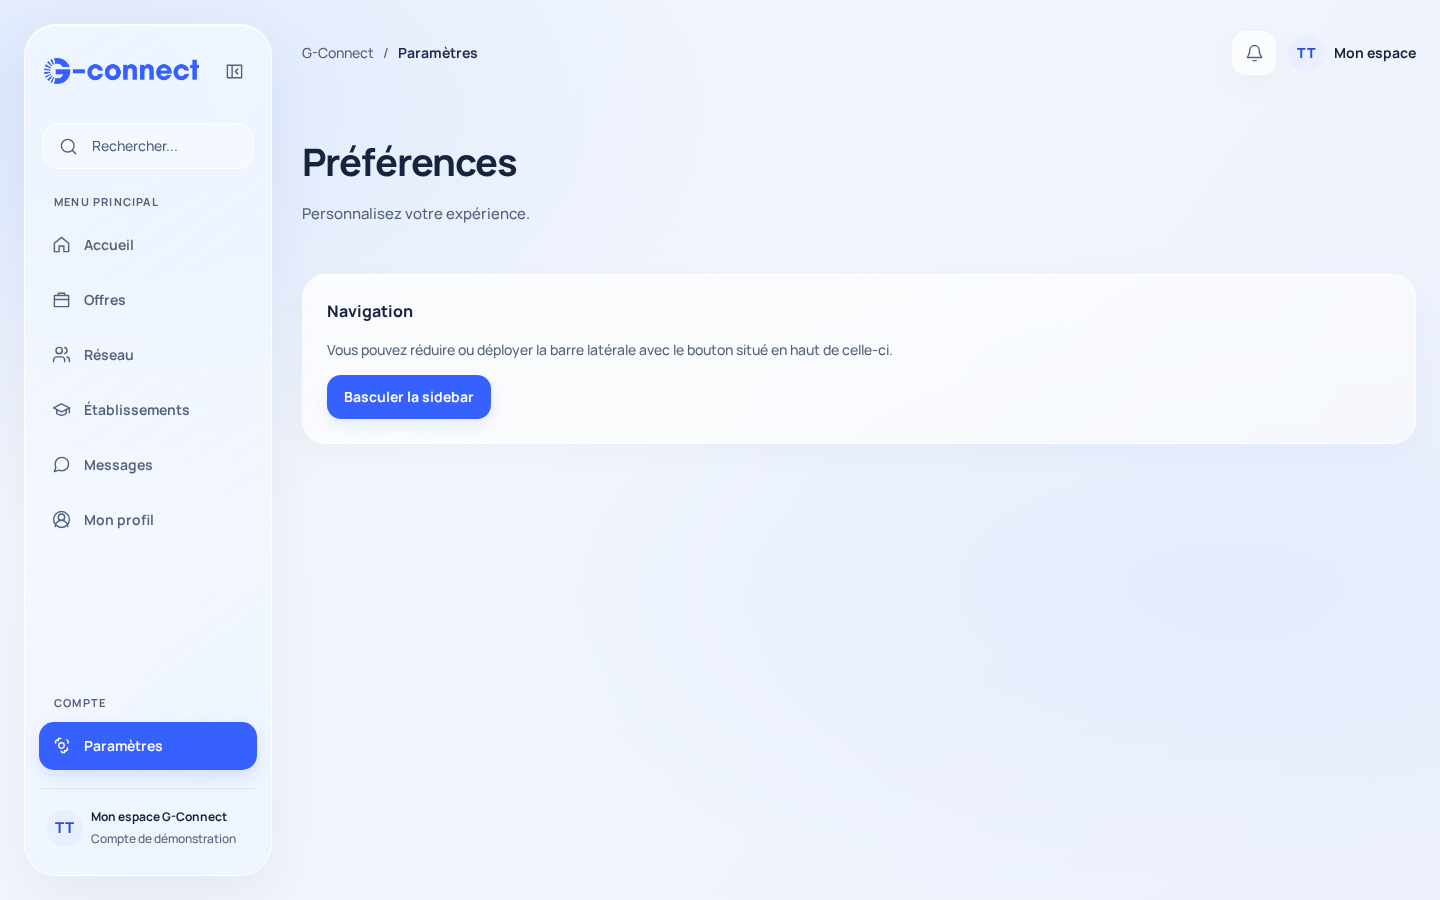 G-connect
Rechercher...
MENU PRINCIPAL
Accueil
Offres
Réseau
Établissements
Messages
Mon profil
COMPTE
Paramètres
TT
Mon espace G-Connect
Compte de démonstration
G-Connect / Paramètres
TT
Mon espace
Préférences
Personnalisez votre expérience.
Navigation
Vous pouvez réduire ou déployer la barre latérale avec le bouton situé en haut de celle-ci.
Basculer la sidebar